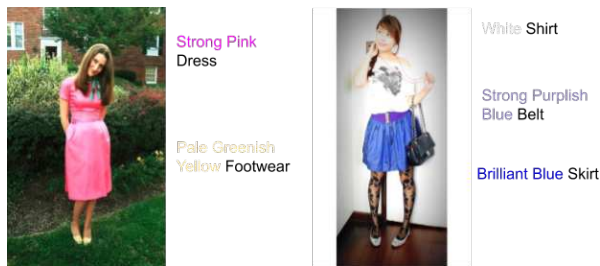 Strong Pink
Dress
Pale Greenish
Yellow Footwear
White Shirt
Strong Purplish
Blue Belt
Brilliant Blue Skirt